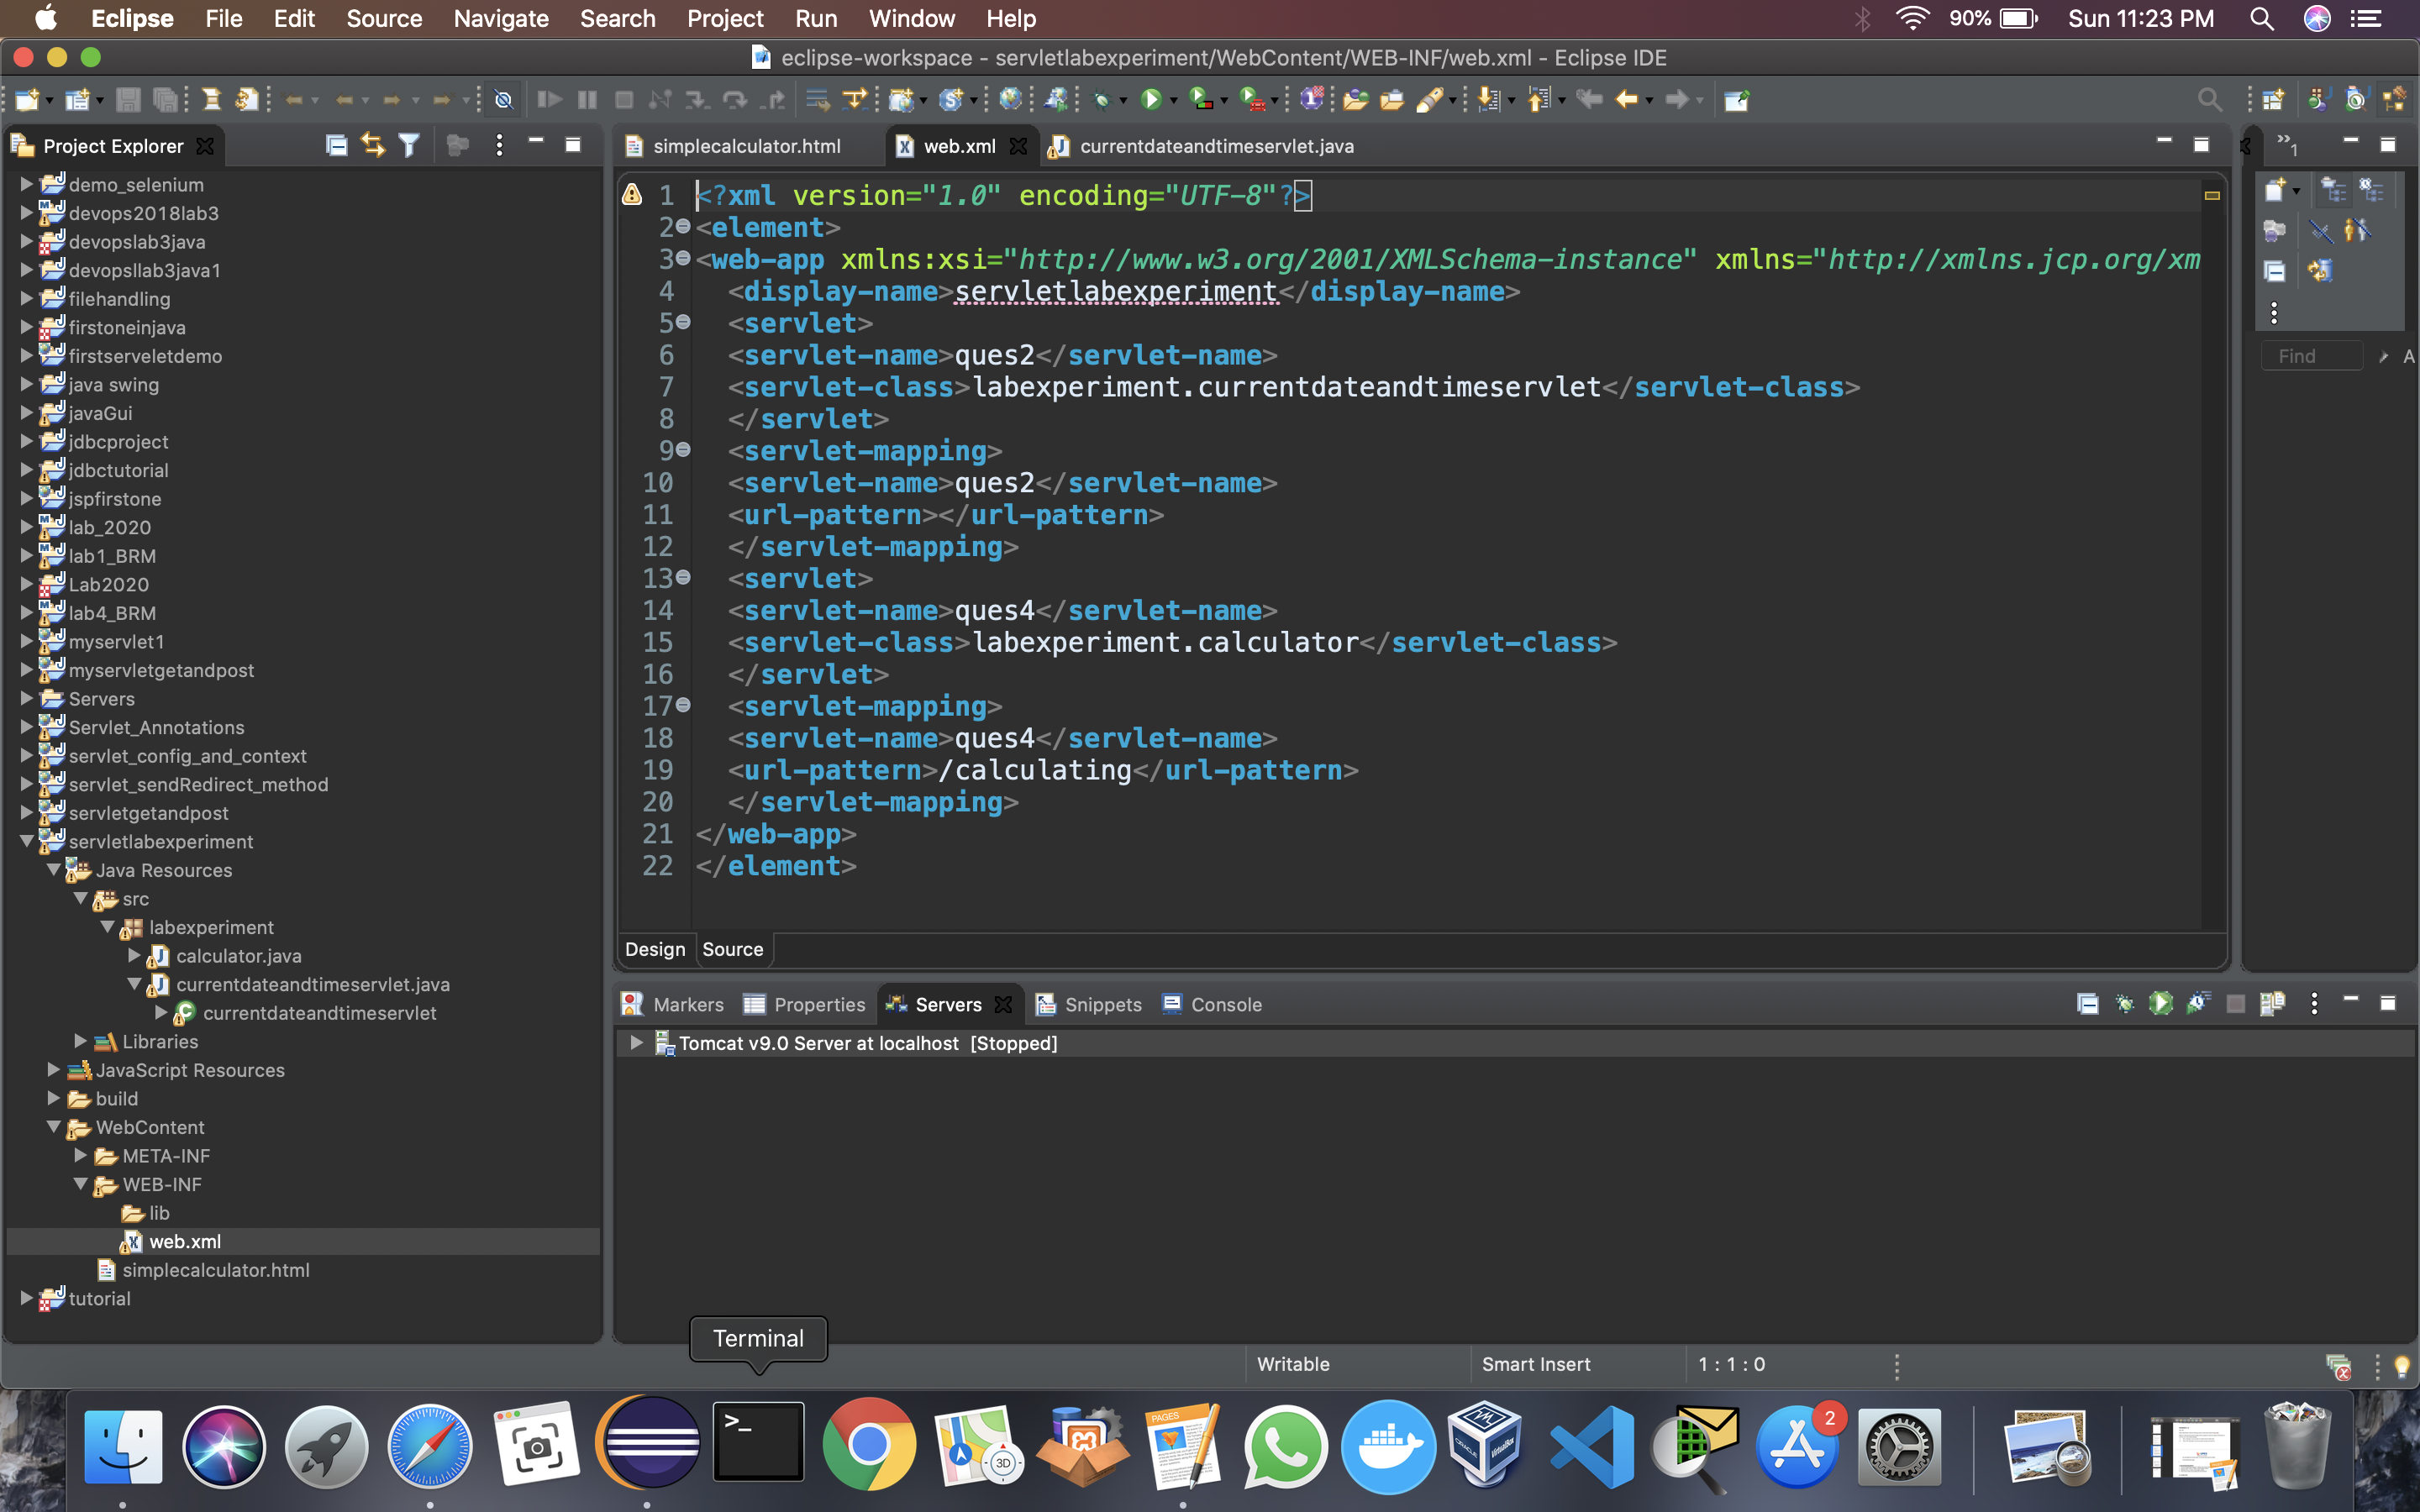 Eclipse File Edit Source Navigate Search Project Run Window Help 90% Sun 11:23 PM
eclipse-workspace - servletlabexperiment/WebContent/WEB-INF/web.xml - Eclipse IDE
Project Explorer
demo_selenium
devops2018lab3
devopslab3java
devopsllab3java1
filehandling
firstoneinjava
firstserveletdemo
java swing
javaGui
jdbcproject
jdbctutorial
jspfirstone
lab_2020
lab1_BRM
Lab2020
lab4_BRM
myservlet1
myservletgetandpost
Servers
Servlet_Annotations
servlet_config_and_context
servlet_sendRedirect_method
servletgetandpost
servletlabexperiment
Java Resources
src
labexperiment
calculator.java
currentdateandtimeservlet.java
currentdateandtimeservlet
Libraries
JavaScript Resources
build
WebContent
META-INF
WEB-INF
lib
web.xml
simplecalculator.html
tutorial
simplecalculator.html web.xml currentdateandtimeservlet.java
1 <?xml version="1.0" encoding="UTF-8"?>
2 <element>
3 <web-app xmlns:xsi="http://www.w3.org/2001/XMLSchema-instance" xmlns="http://xmlns.jcp.org/xm
4 <display-name>servletlabexperiment</display-name>
5 <servlet>
6 <servlet-name>ques2</servlet-name>
7 <servlet-class>labexperiment.currentdateandtimeservlet</servlet-class>
8 </servlet>
9 <servlet-mapping>
10 <servlet-name>ques2</servlet-name>
11 <url-pattern></url-pattern>
12 </servlet-mapping>
13 <servlet>
14 <servlet-name>ques4</servlet-name>
15 <servlet-class>labexperiment.calculator</servlet-class>
16 </servlet>
17 <servlet-mapping>
18 <servlet-name>ques4</servlet-name>
19 <url-pattern>/calculating</url-pattern>
20 </servlet-mapping>
21 </web-app>
22 </element>
Design Source
»1
Find A
Markers Properties Servers Snippets Console
Tomcat v9.0 Server at localhost [Stopped]
Terminal
Writable Smart Insert 1 : 1 : 0
>_
3D
PAGES
2